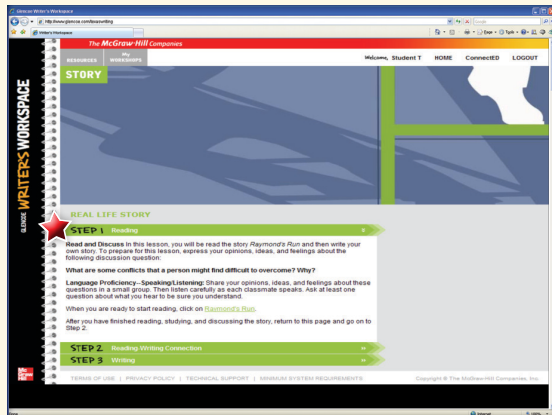 Glencoe Writer's Workspace
The McGraw·Hill Companies
RESOURCES
My
WORKSHOPS
Welcome, Student T HOME ConnectED LOGOUT
STORY
GLENCOE WRITER'S WORKSPACE
REAL LIFE STORY
STEP 1 Reading
Read and Discuss In this lesson, you will be read the story Raymond's Run and then write your
own story. To prepare for this lesson, express your opinions, ideas, and feelings about the
following discussion question:
What are some conflicts that a person might find difficult to overcome? Why?
Language Proficiency--Speaking/Listening: Share your opinions, ideas, and feelings about these
questions in a small group. Then listen carefully as each classmate speaks. Ask at least one
question about what you hear to be sure you understand.
When you are ready to start reading, click on Raymond's Run.
After you have finished reading, studying, and discussing the story, return to this page and go on to
Step 2.
STEP 2 Reading-Writing Connection
STEP 3 Writing
TERMS OF USE | PRIVACY POLICY | TECHNICAL SUPPORT | MINIMUM SYSTEM REQUIREMENTS
Copyright © The McGraw-Hill Companies, Inc.